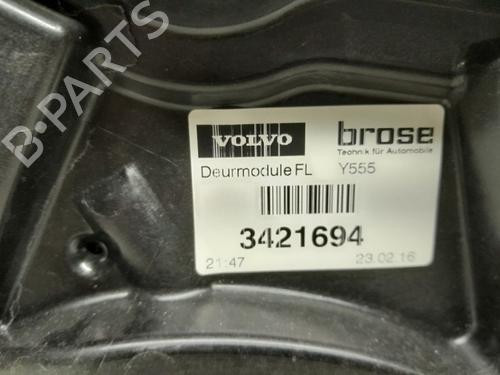 VOLVO
brose
Technik für Automobile
Deurmodule FL Y555
3421694
21:47 23.02.16
B-PARTS